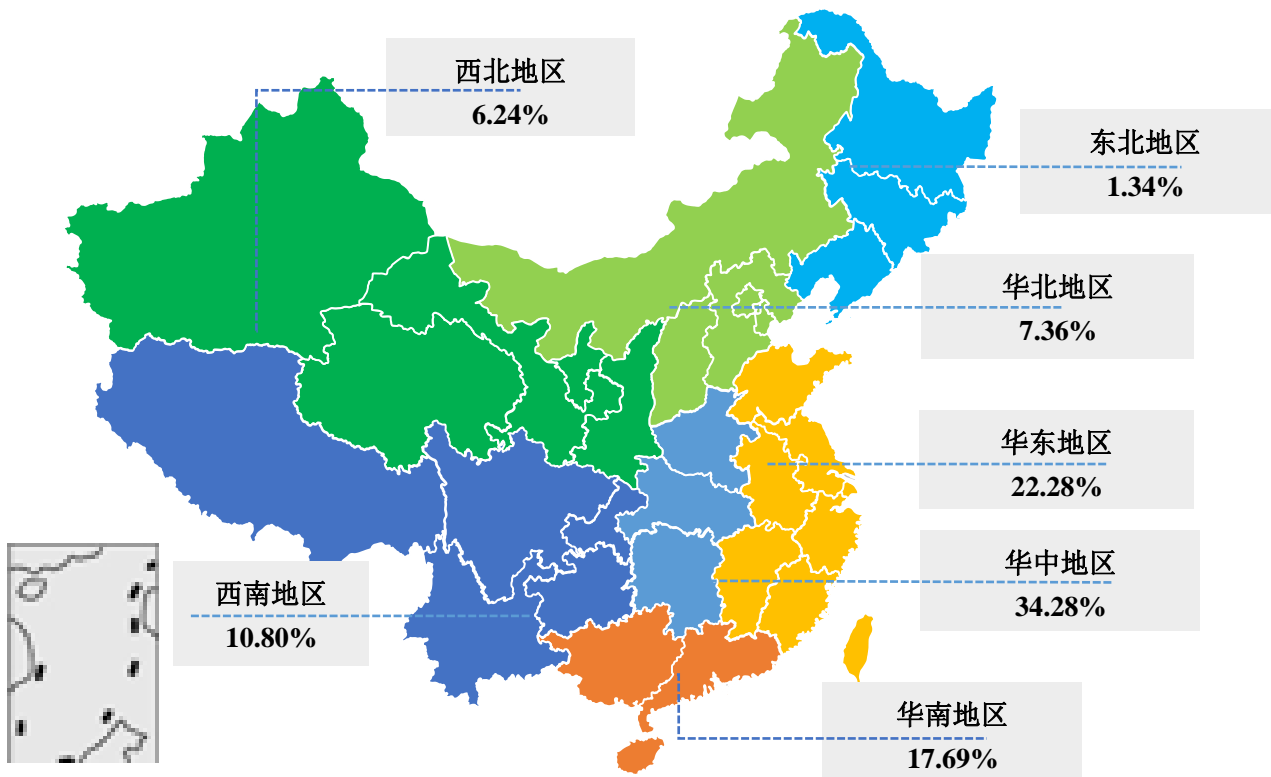 西北地区
6.24%
东北地区
1.34%
华北地区
7.36%
华东地区
22.28%
华中地区
34.28%
西南地区
10.80%
华南地区
17.69%